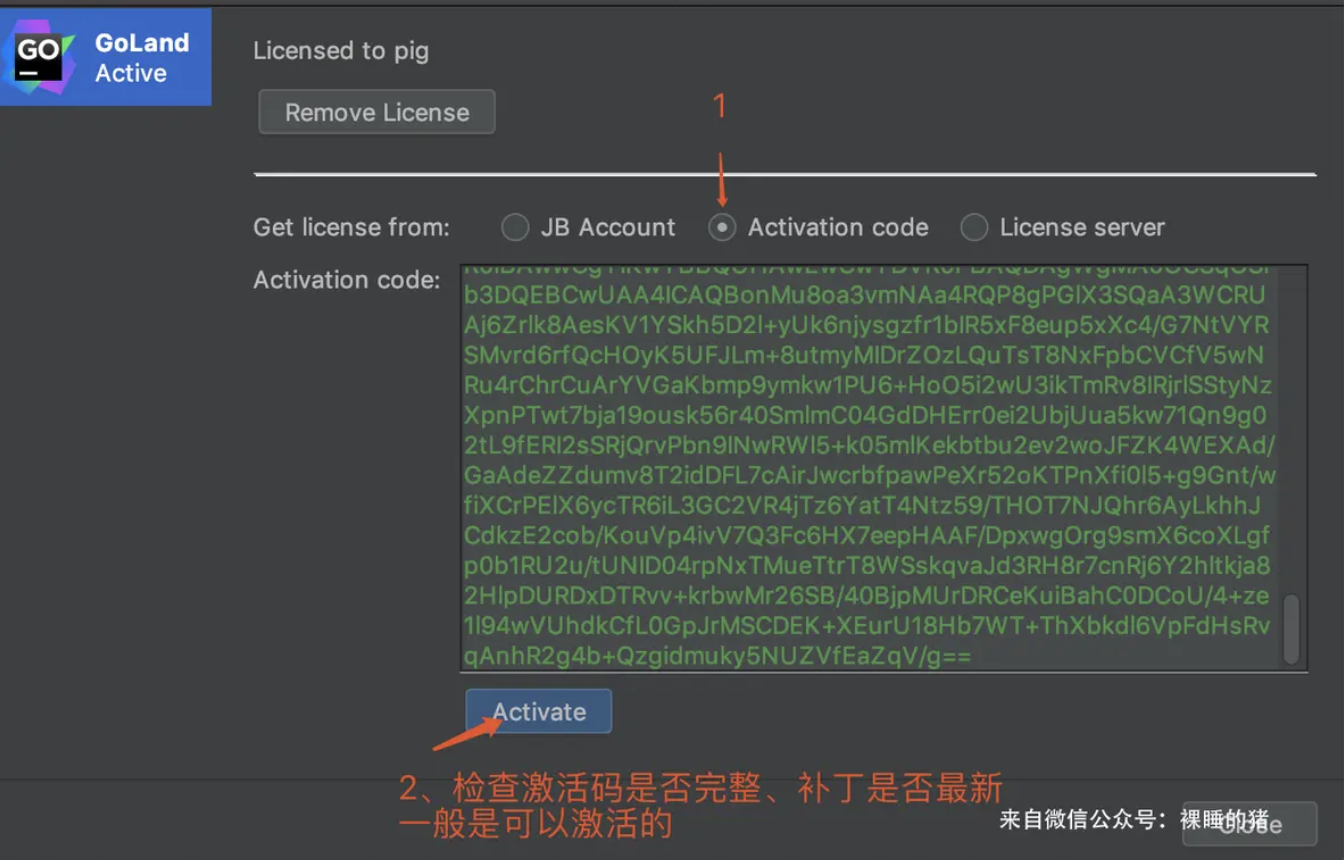 GO
GoLand
Active
Licensed to pig
Remove License
1
Get license from:
JB Account
Activation code
License server
Activation code:
b3DQEBCwUAA4ICAQBonMu8oa3vmNAa4RQP8gPGlX3SQaA3WCRU
Aj6Zrlk8AesKV1YSkh5D2l+yUk6njysgzfr1blR5xF8eup5xXc4/G7NtVYR
SMvrd6rfQcHOyK5UFJLm+8utmyMIDrZOzLQuTsT8NxFpbCVCfV5wN
Ru4rChrCuArYVGaKbmp9ymkw1PU6+HoO5i2wU3ikTmRv8lRjrlSStyNz
XpnPTwt7bja19ousk56r40SmlmC04GdDHErr0ei2UbjUua5kw71Qn9g0
2tL9fERl2sSRjQrvPbn9lNwRWl5+k05mlKekbtbu2ev2woJFZK4WEXAd/
GaAdeZZdumv8T2idDFL7cAirJwcrbfpawPeXr52oKTPnXfi0l5+g9Gnt/w
fiXCrPElX6ycTR6iL3GC2VR4jTz6YatT4Ntz59/THOT7NJQhr6AyLkhhJ
CdkzE2cob/KouVp4ivV7Q3Fc6HX7eepHAAF/DpxwgOrg9smX6coXLgf
p0b1RU2u/tUNID04rpNxTMueTtrT8WSskqvaJd3RH8r7cnRj6Y2hltkja8
2HlpDURDxDTRvv+krbwMr26SB/40BjpMUrDRCeKuiBahC0DCoU/4+ze
1l94wVUhdkCfL0GpJrMSCDEK+XEurU18Hb7WT+ThXbkdl6VpFdHsRv
qAnhR2g4b+Qzgidmuky5NUZVfEaZqV/g==
Activate
2、检查激活码是否完整、补丁是否最新
一般是可以激活的
来自微信公众号：裸睡的猪
Close